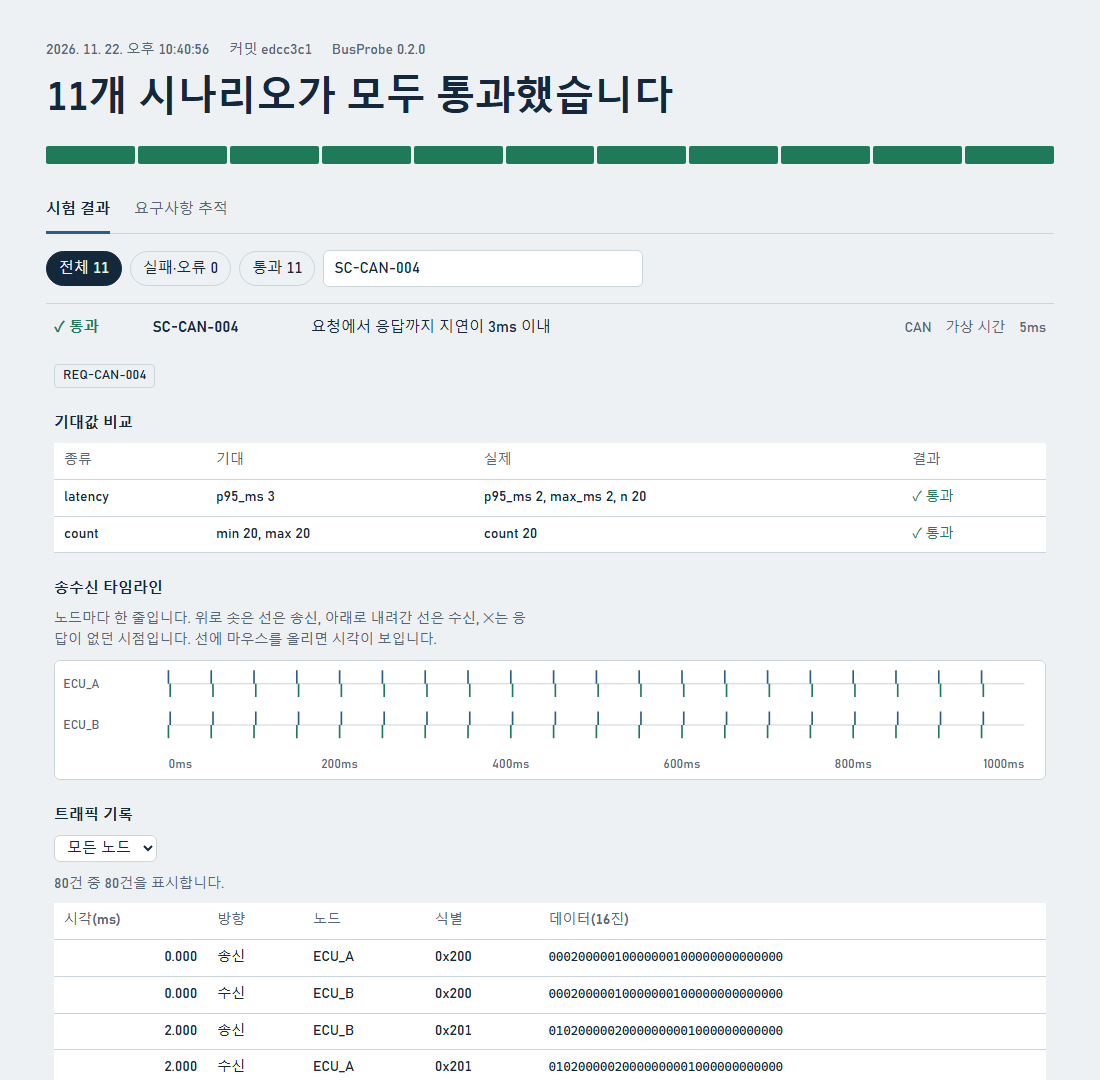 2026. 11. 22. 오후 10:40:56 커밋 edcc3c1 BusProbe 0.2.0
11개 시나리오가 모두 통과했습니다
시험 결과 요구사항 추적
전체 11 실패·오류 0 통과 11 SC-CAN-004
✓ 통과 SC-CAN-004 요청에서 응답까지 지연이 3ms 이내 CAN 가상 시간 5ms
REQ-CAN-004
기대값 비교
종류 기대 실제 결과
latency p95_ms 3 p95_ms 2, max_ms 2, n 20 ✓ 통과
count min 20, max 20 count 20 ✓ 통과
송수신 타임라인
노드마다 한 줄입니다. 위로 솟은 선은 송신, 아래로 내려간 선은 수신, ✕는 응
답이 없던 시점입니다. 선에 마우스를 올리면 시각이 보입니다.
ECU_A
ECU_B
0ms 200ms 400ms 600ms 800ms 1000ms
트래픽 기록
모든 노드
80건 중 80건을 표시합니다.
시각(ms) 방향 노드 식별 데이터(16진)
0.000 송신 ECU_A 0x200 00020000010000000100000000000000
0.000 수신 ECU_B 0x200 00020000010000000100000000000000
2.000 송신 ECU_B 0x201 01020000020000000001000000000000
2.000 수신 ECU_A 0x201 01020000020000000001000000000000